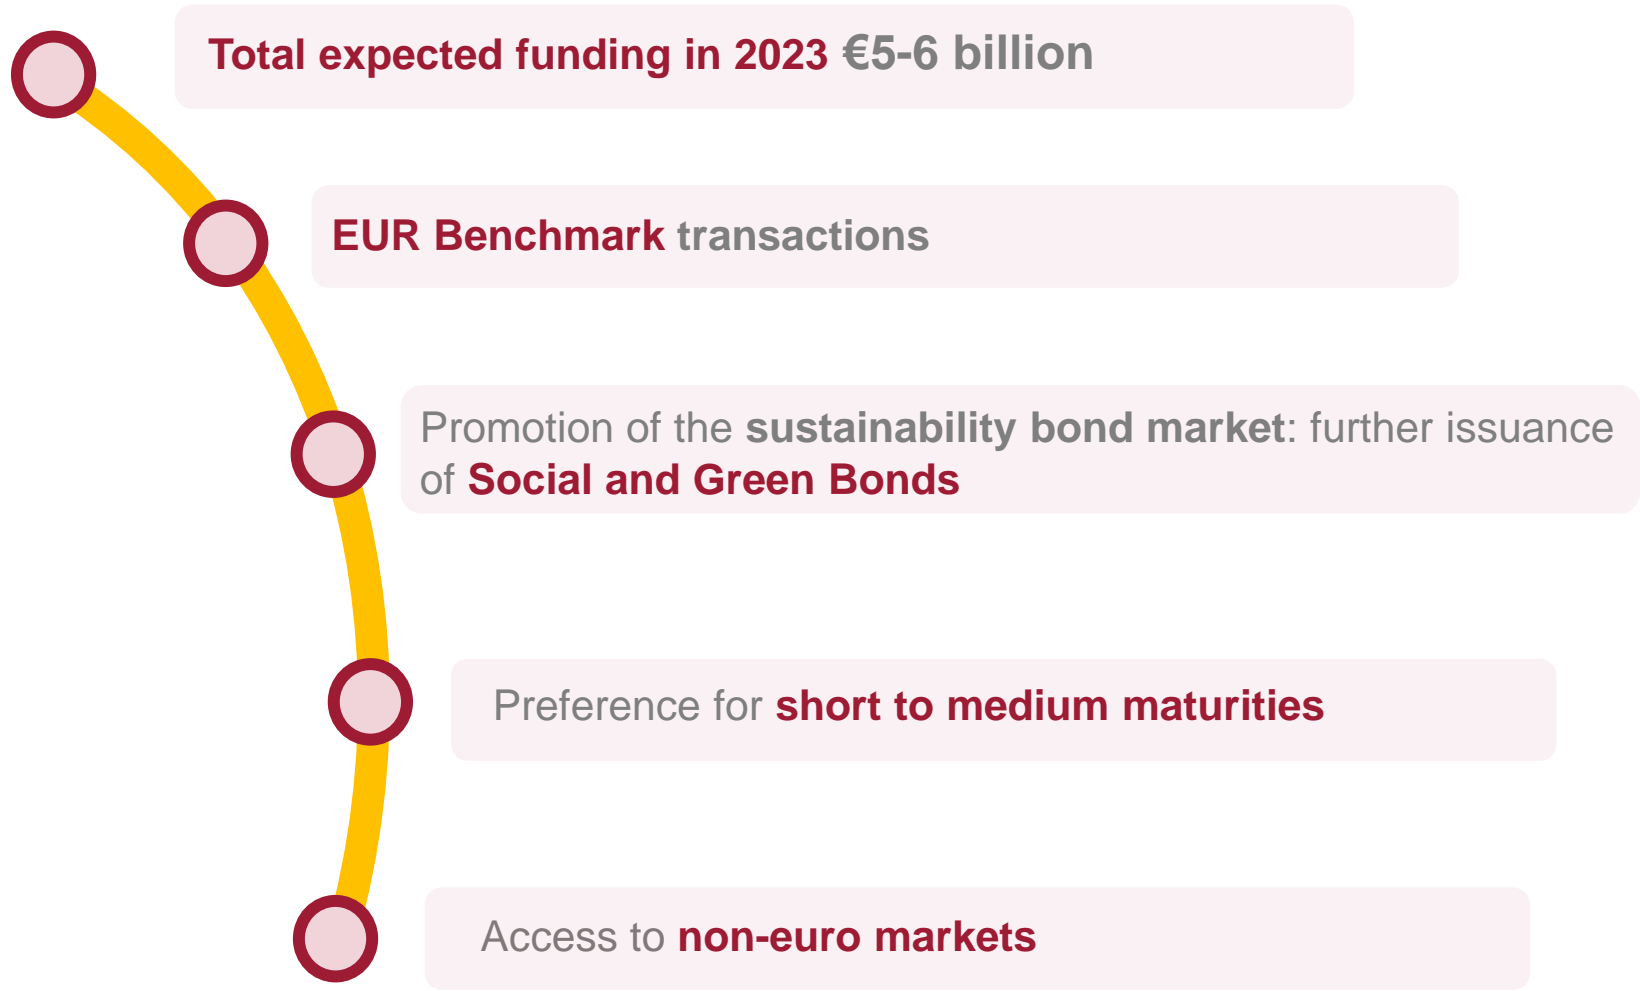 Total expected funding in 2023 €5-6 billion
EUR Benchmark transactions
Promotion of the sustainability bond market: further issuance
of Social and Green Bonds
Preference for short to medium maturities
Access to non-euro markets